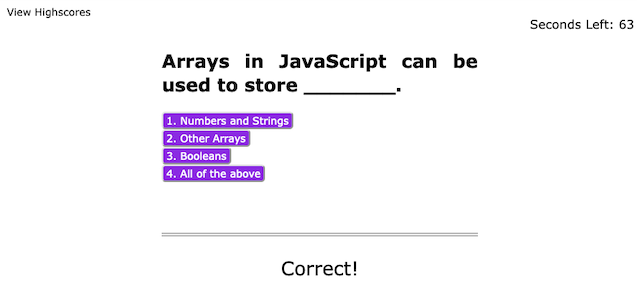 View Highscores
Seconds Left: 63
Arrays in JavaScript can be
used to store _______.
1. Numbers and Strings
2. Other Arrays
3. Booleans
4. All of the above
Correct!